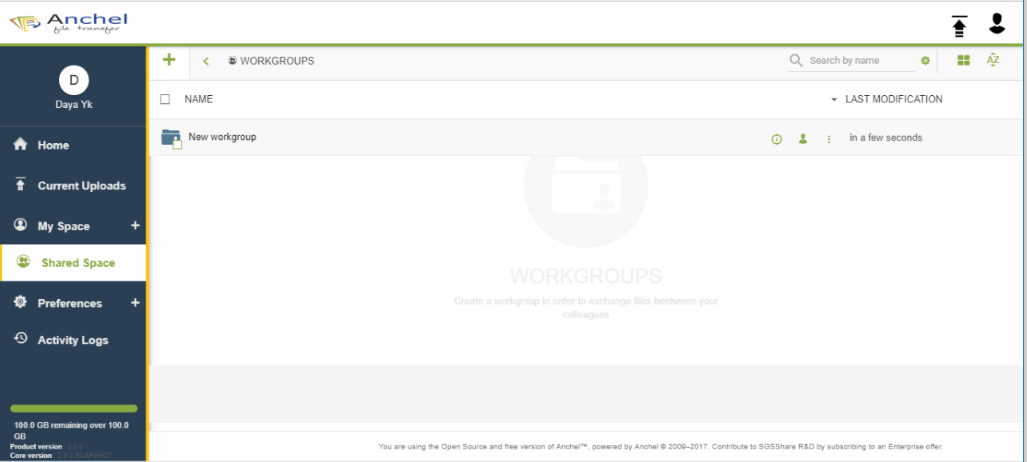 Anchel
file transfer
D
Daya Yk
Home
Current Uploads
My Space +
Shared Space
Preferences +
Activity Logs
100.0 GB remaining over 100.0
GB
Product version
Core version 2.0.3-SNAPSHOT
+ < WORKGROUPS
Search by name
AZ
NAME
LAST MODIFICATION
New workgroup
in a few seconds
WORKGROUPS
Create a workgroup in order to exchange files beetween your
colleagues
You are using the Open Source and free version of Anchel™, powered by Anchel © 2009–2017. Contribute to SGSShare R&D by subscribing to an Enterprise offer.